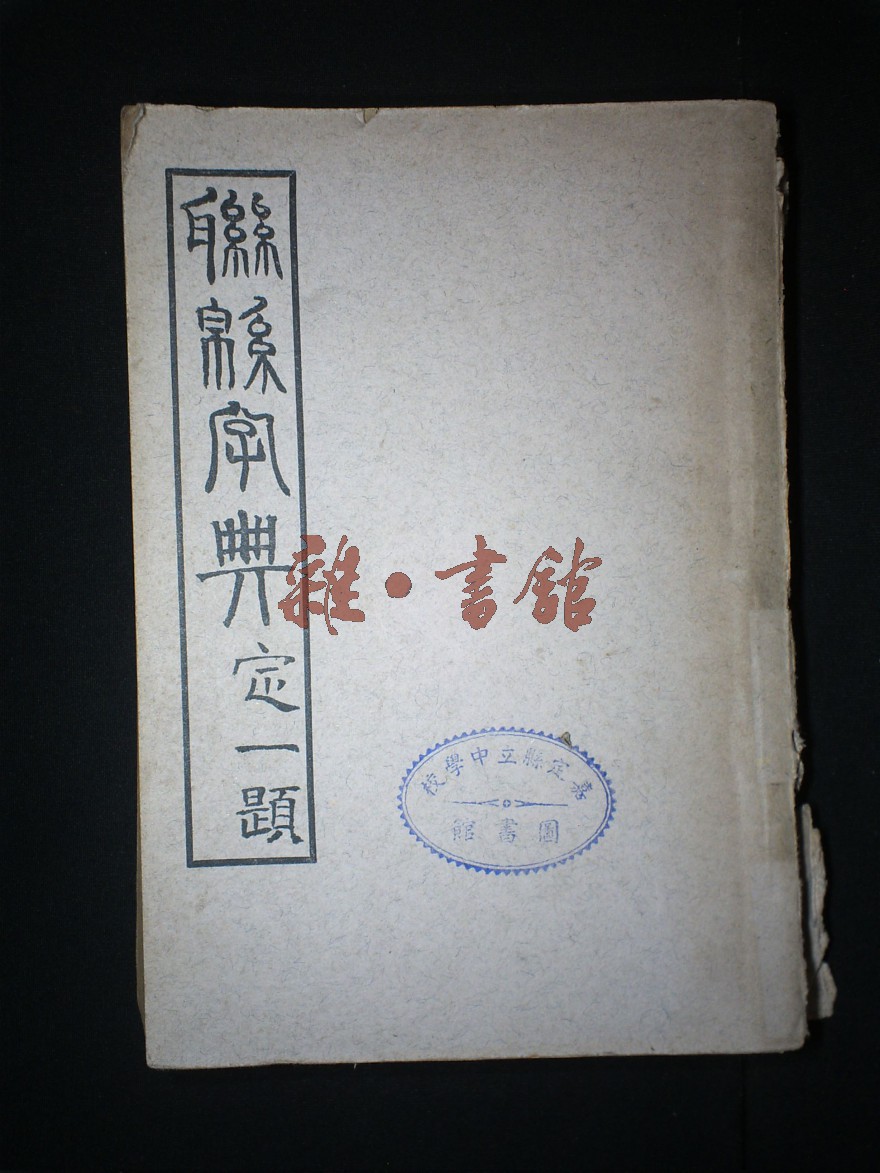 聯緜字典定一題
雜·書館
嘉定縣立中學校
圖書館